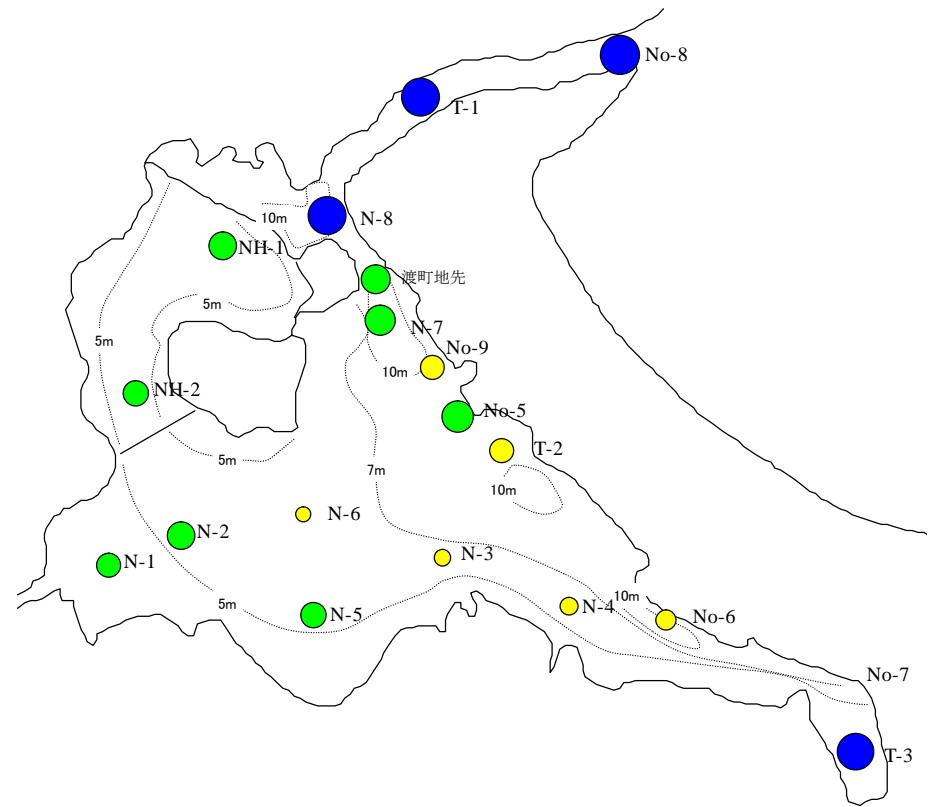 No-8
T-1
10m
N-8
NH-1
渡町地先
5m
N-7
5m
No-9
10m
NH-2
No-5
T-2
5m
7m
10m
N-6
N-2
N-3
N-1
5m
N-5
N-4
10m
No-6
No-7
T-3